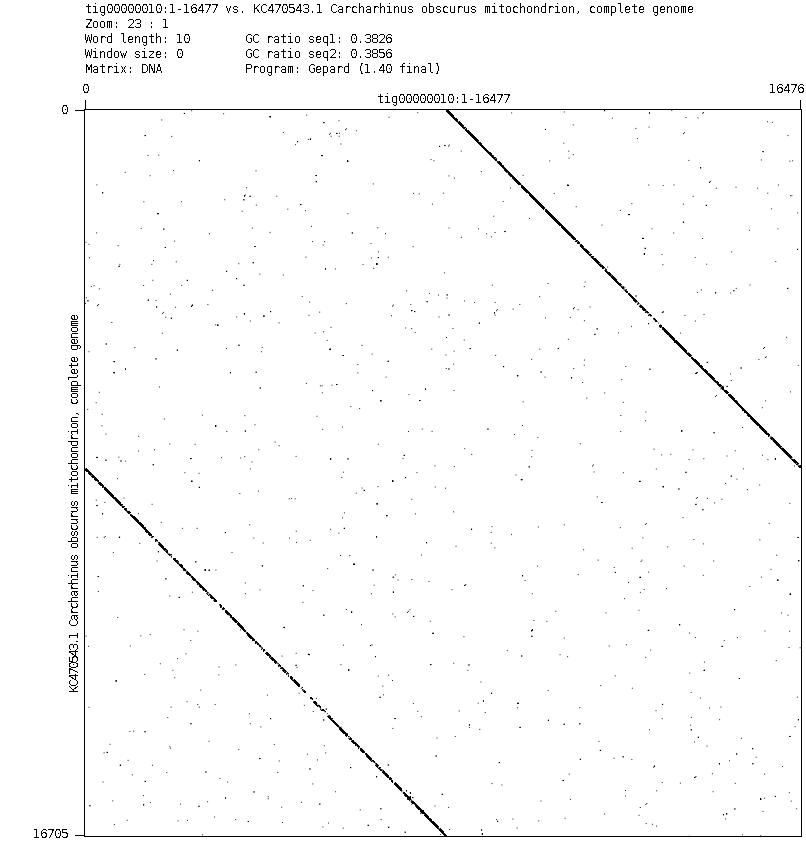 tig00000010:1-16477 vs. KC470543.1 Carcharhinus obscurus mitochondrion, complete genome
Zoom: 23 : 1
Word length: 10 GC ratio seq1: 0.3826
Window size: 0 GC ratio seq2: 0.3856
Matrix: DNA Program: Gepard (1.40 final)
0 16476
tig00000010:1-16477
0
KC470543.1 Carcharhinus obscurus mitochondrion, complete genome
16705